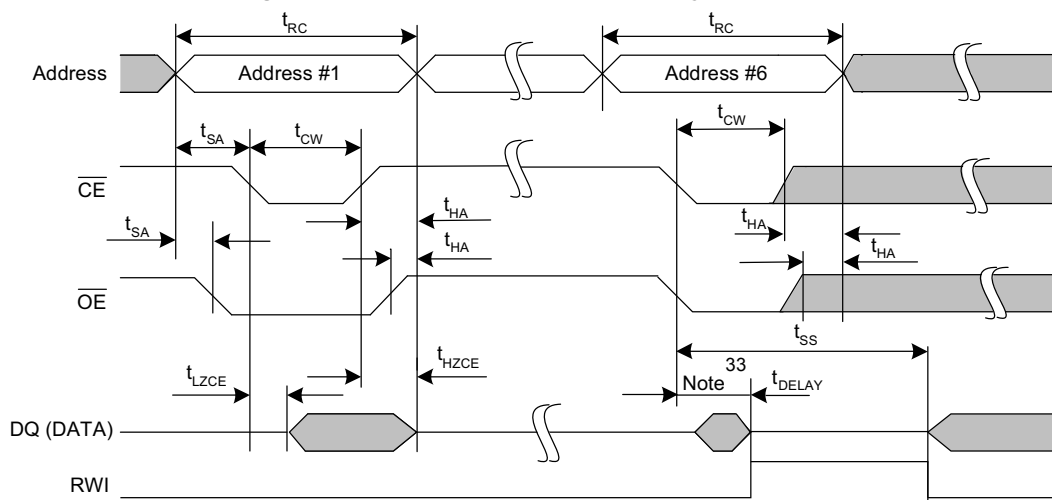 tRC
tRC
Address
Address #1
Address #6
tSA
tCW
tCW
CE
tHA
tSA
tHA
tHA
tHA
OE
tSS
tLZCE
tHZCE
33
Note
tDELAY
DQ (DATA)
RWI